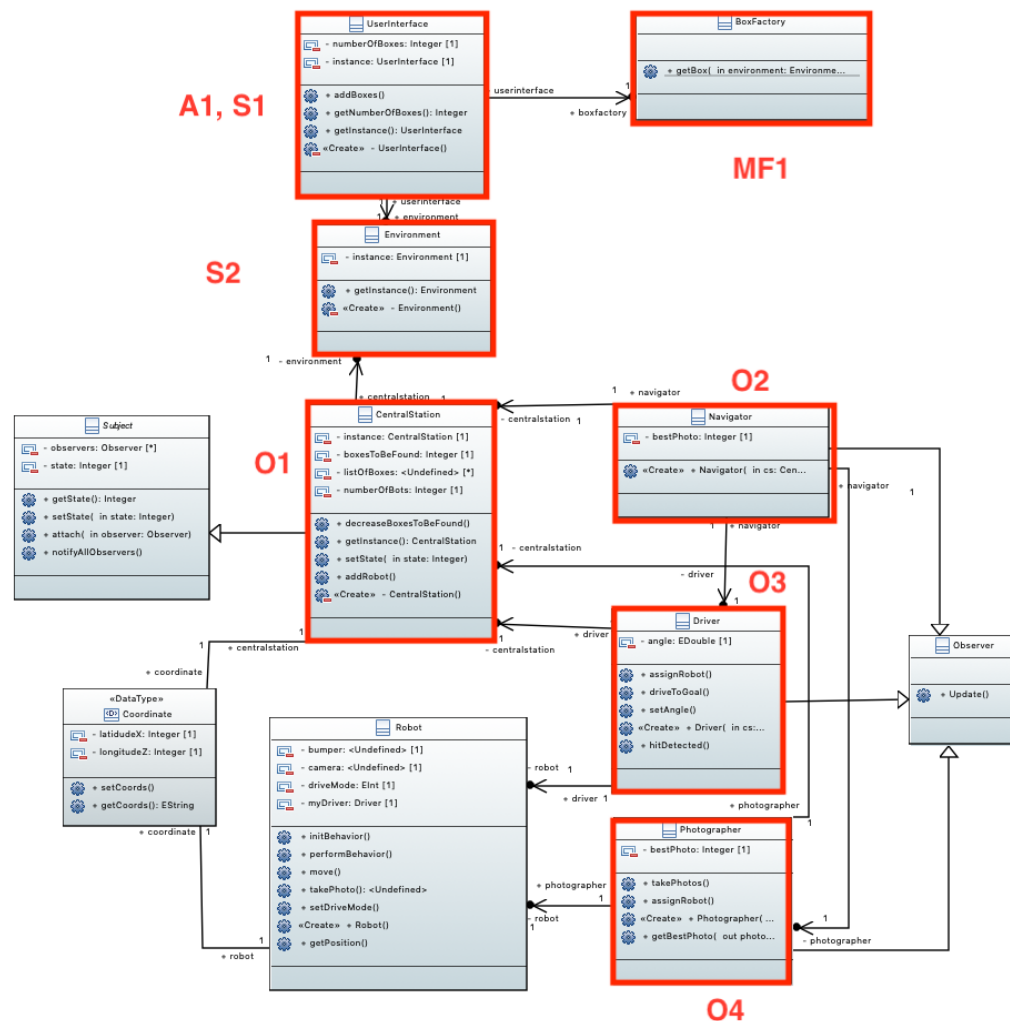 UserInterface
- numberOfBoxes: Integer [1]
- instance: UserInterface [1]
+ addBoxes()
+ getNumberOfBoxes(): Integer
+ getInstance(): UserInterface
«Create» - UserInterface()
A1, S1
userinterface
1
+ boxfactory
BoxFactory
+ getBox( in environment: Environme...
MF1
1
+ userinterface
1
+ environment
Environment
- instance: Environment [1]
+ getInstance(): Environment
«Create» - Environment()
S2
1
- environment
1
+ centralstation
CentralStation
- instance: CentralStation [1]
- boxesToBeFound: Integer [1]
- listOfBoxes: <Undefined> [*]
- numberOfBots: Integer [1]
+ decreaseBoxesToBeFound()
+ getInstance(): CentralStation
+ setState( in state: Integer)
+ addRobot()
«Create» - CentralStation()
O1
Subject
- observers: Observer [*]
- state: Integer [1]
+ getState(): Integer
+ setState( in state: Integer)
+ attach( in observer: Observer)
+ notifyAllObservers()
O2
1
+ navigator
- centralstation
1
Navigator
- bestPhoto: Integer [1]
«Create» + Navigator( in cs: Cen...
+ navigator
1
1
+ navigator
1
- centralstation
- driver
1
O3
Driver
- angle: EDouble [1]
+ assignRobot()
+ driveToGoal()
+ setAngle()
«Create» + Driver( in cs:...
+ hitDetected()
+ driver
1
1
- centralstation
Observer
+ Update()
1
+ centralstation
1
+ coordinate
«DataType»
Coordinate
- latidudeX: Integer [1]
- longitudeZ: Integer [1]
+ setCoords()
+ getCoords(): EString
+ coordinate
1
1
+ robot
Robot
- bumper: <Undefined> [1]
- camera: <Undefined> [1]
- driveMode: EInt [1]
- myDriver: Driver [1]
+ initBehavior()
+ performBehavior()
+ move()
+ takePhoto(): <Undefined>
+ setDriveMode()
«Create» + Robot()
+ getPosition()
- robot
1
+ driver
1
+ photographer
1
+ photographer
1
- robot
1
Photographer
- bestPhoto: Integer [1]
+ takePhotos()
+ assignRobot()
«Create» + Photographer( ...
+ getBestPhoto( out photo...
1
- photographer
O4